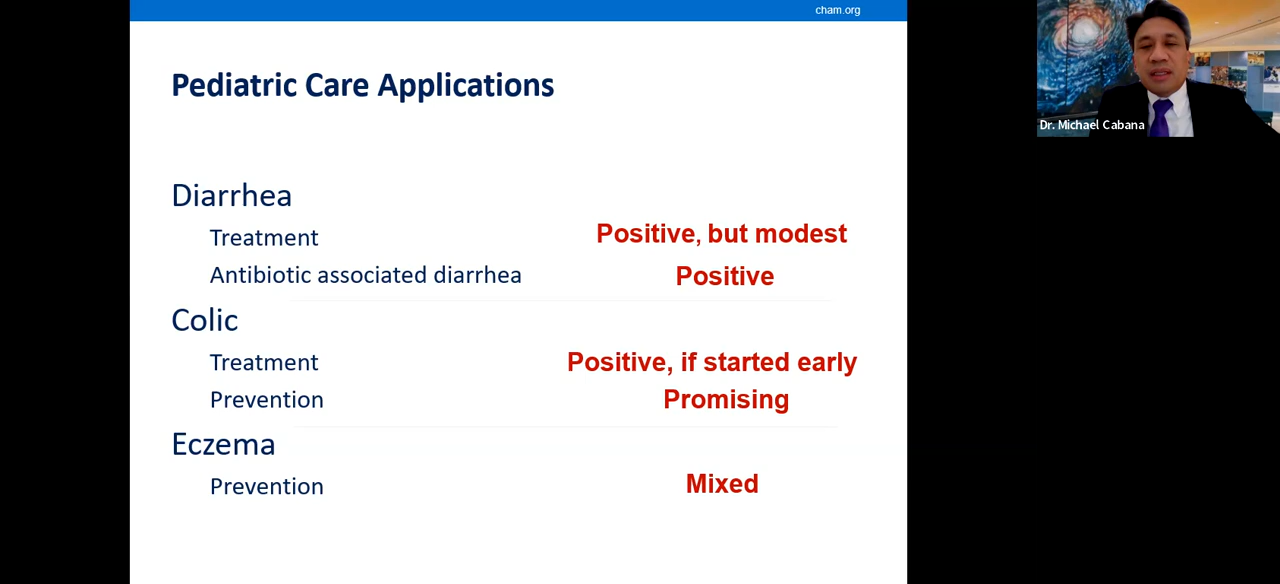 cham.org
Pediatric Care Applications
Diarrhea
Treatment Positive, but modest
Antibiotic associated diarrhea Positive
Colic
Treatment Positive, if started early
Prevention Promising
Eczema
Prevention Mixed
Dr. Michael Cabana